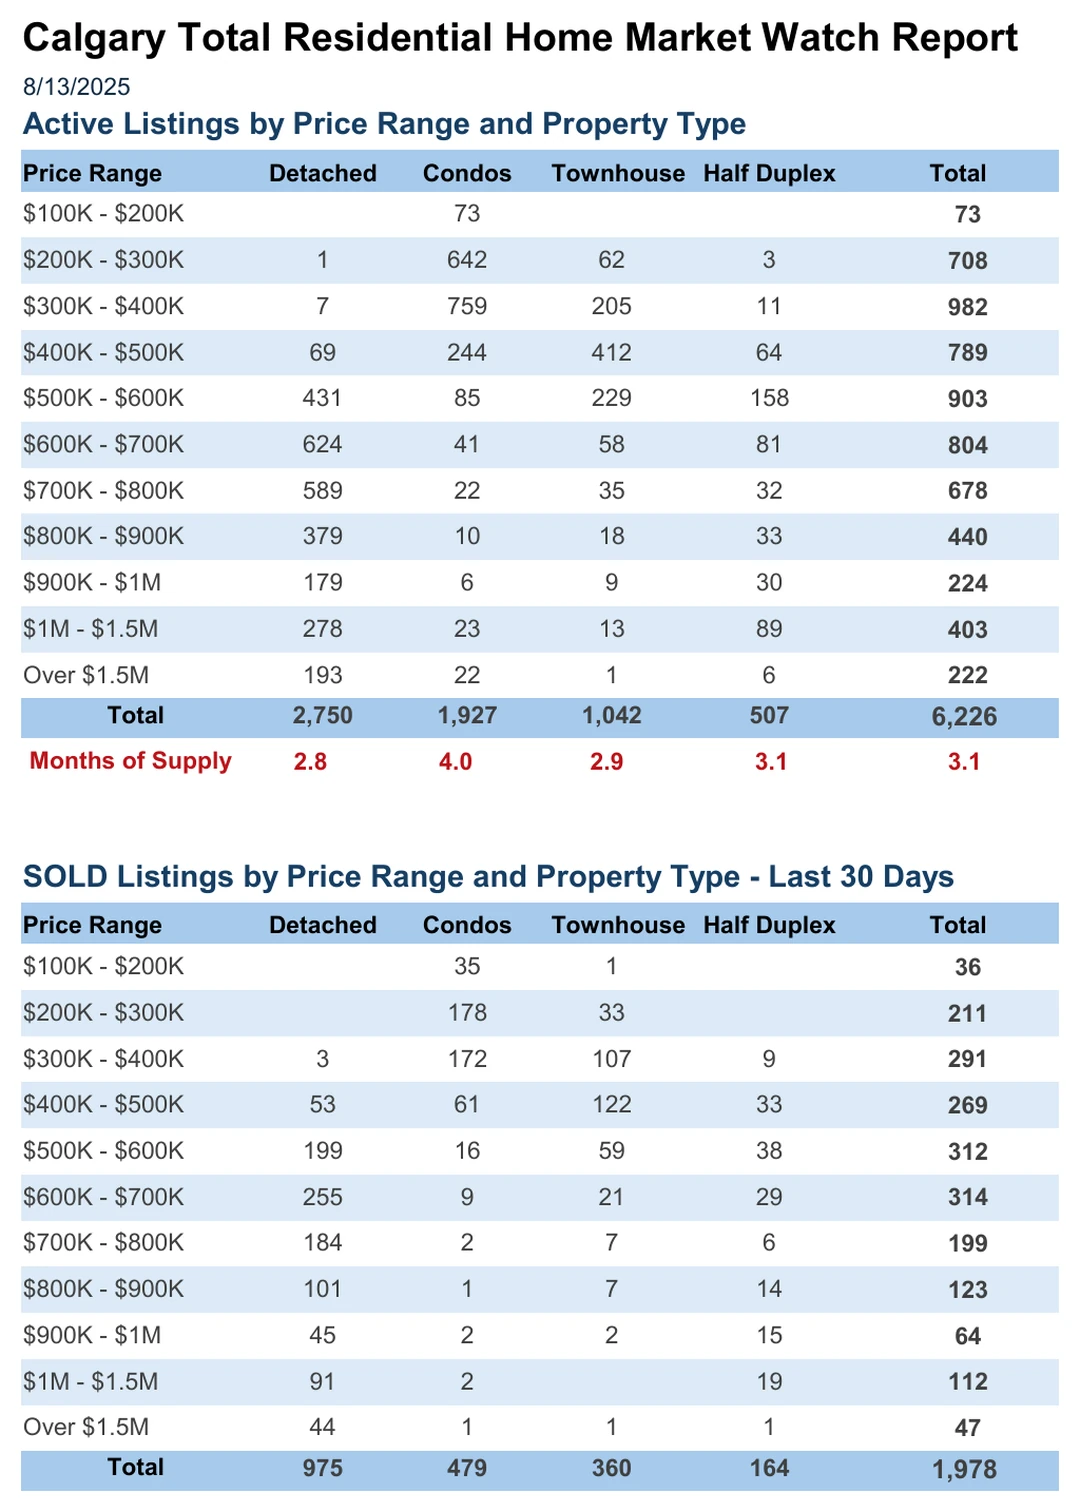 Calgary Total Residential Home Market Watch Report
8/13/2025
Active Listings by Price Range and Property Type
Price Range Detached Condos Townhouse Half Duplex Total
$100K - $200K 73 73
$200K - $300K 1 642 62 3 708
$300K - $400K 7 759 205 11 982
$400K - $500K 69 244 412 64 789
$500K - $600K 431 85 229 158 903
$600K - $700K 624 41 58 81 804
$700K - $800K 589 22 35 32 678
$800K - $900K 379 10 18 33 440
$900K - $1M 179 6 9 30 224
$1M - $1.5M 278 23 13 89 403
Over $1.5M 193 22 1 6 222
Total 2,750 1,927 1,042 507 6,226
Months of Supply 2.8 4.0 2.9 3.1 3.1
SOLD Listings by Price Range and Property Type - Last 30 Days
Price Range Detached Condos Townhouse Half Duplex Total
$100K - $200K 35 1 36
$200K - $300K 178 33 211
$300K - $400K 3 172 107 9 291
$400K - $500K 53 61 122 33 269
$500K - $600K 199 16 59 38 312
$600K - $700K 255 9 21 29 314
$700K - $800K 184 2 7 6 199
$800K - $900K 101 1 7 14 123
$900K - $1M 45 2 2 15 64
$1M - $1.5M 91 2 19 112
Over $1.5M 44 1 1 1 47
Total 975 479 360 164 1,978